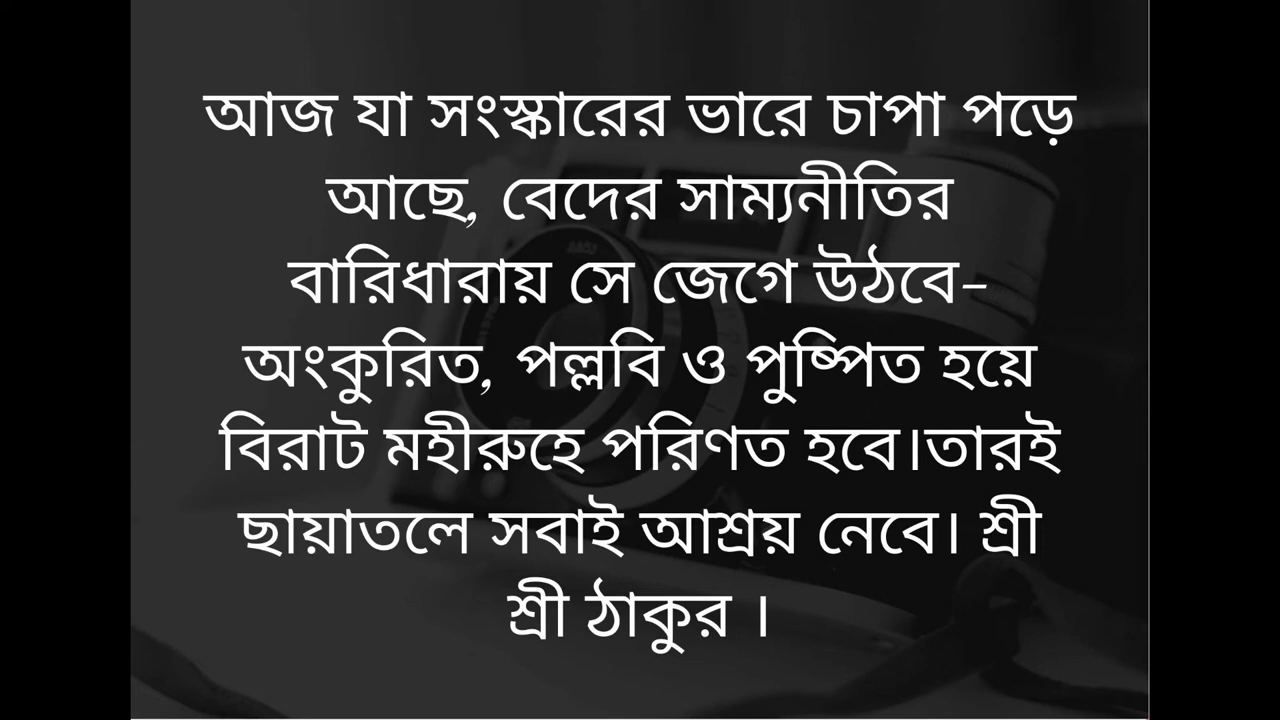 আজ যা সংস্কারের ভারে চাপা পড়ে
আছে, বেদের সাম্যনীতির
বারিধারায় সে জেগে উঠবে–
অংকুরিত, পল্লবি ও পুষ্পিত হয়ে
বিরাট মহীরুহে পরিণত হবে।তারই
ছায়াতলে সবাই আশ্রয় নেবে। শ্রী
শ্রী ঠাকুর ।